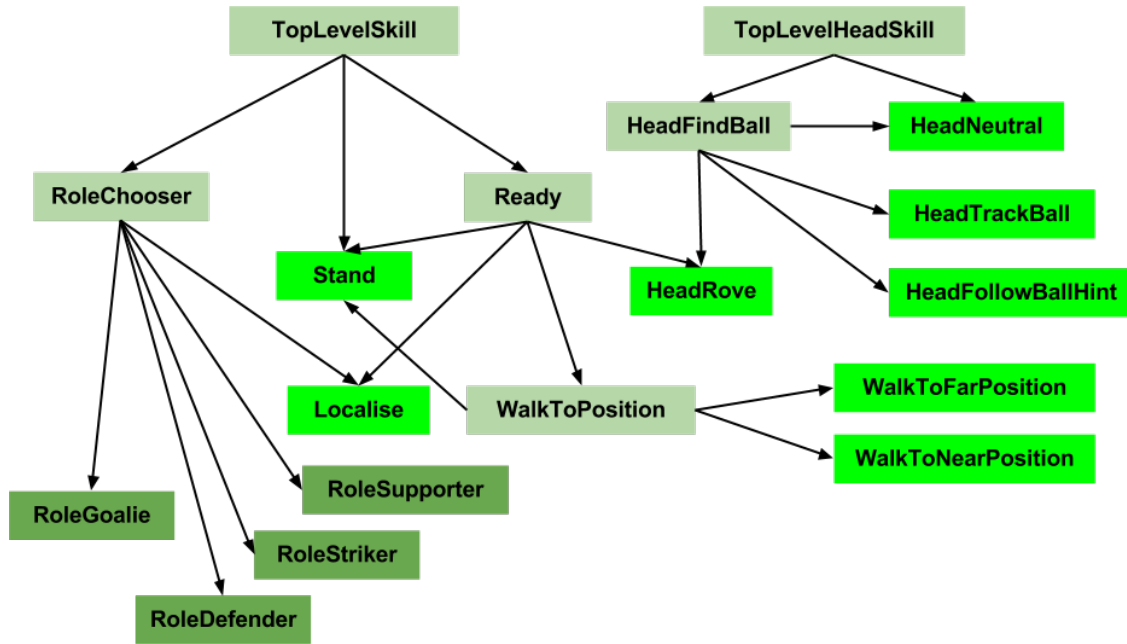 TopLevelSkill
TopLevelHeadSkill
HeadFindBall
HeadNeutral
RoleChooser
Ready
HeadTrackBall
Stand
HeadRove
HeadFollowBallHint
Localise
WalkToPosition
WalkToFarPosition
WalkToNearPosition
RoleSupporter
RoleGoalie
RoleStriker
RoleDefender